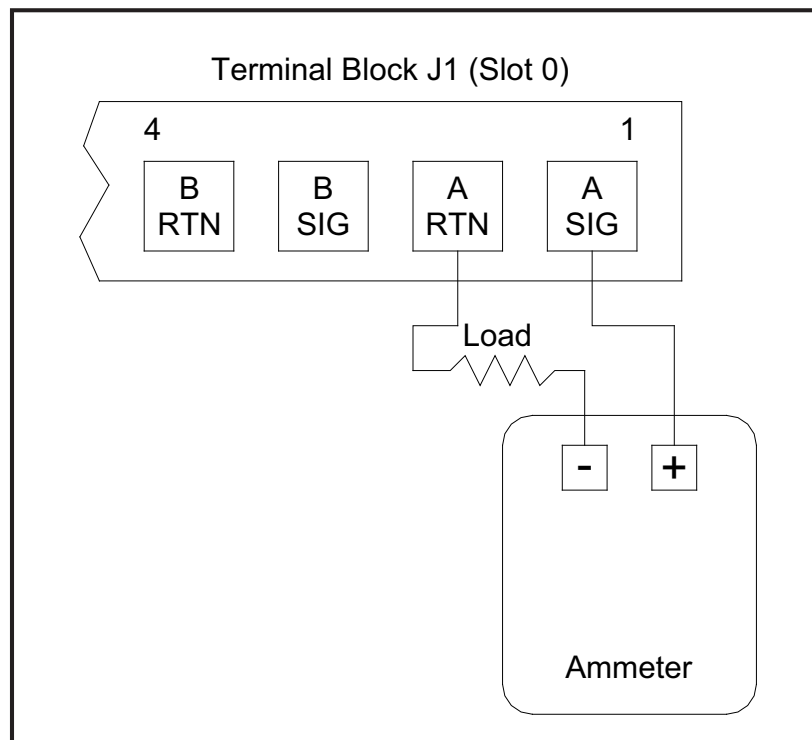 Terminal Block J1 (Slot 0)
4 1
B B A A
RTN SIG RTN SIG
Load
- +
Ammeter